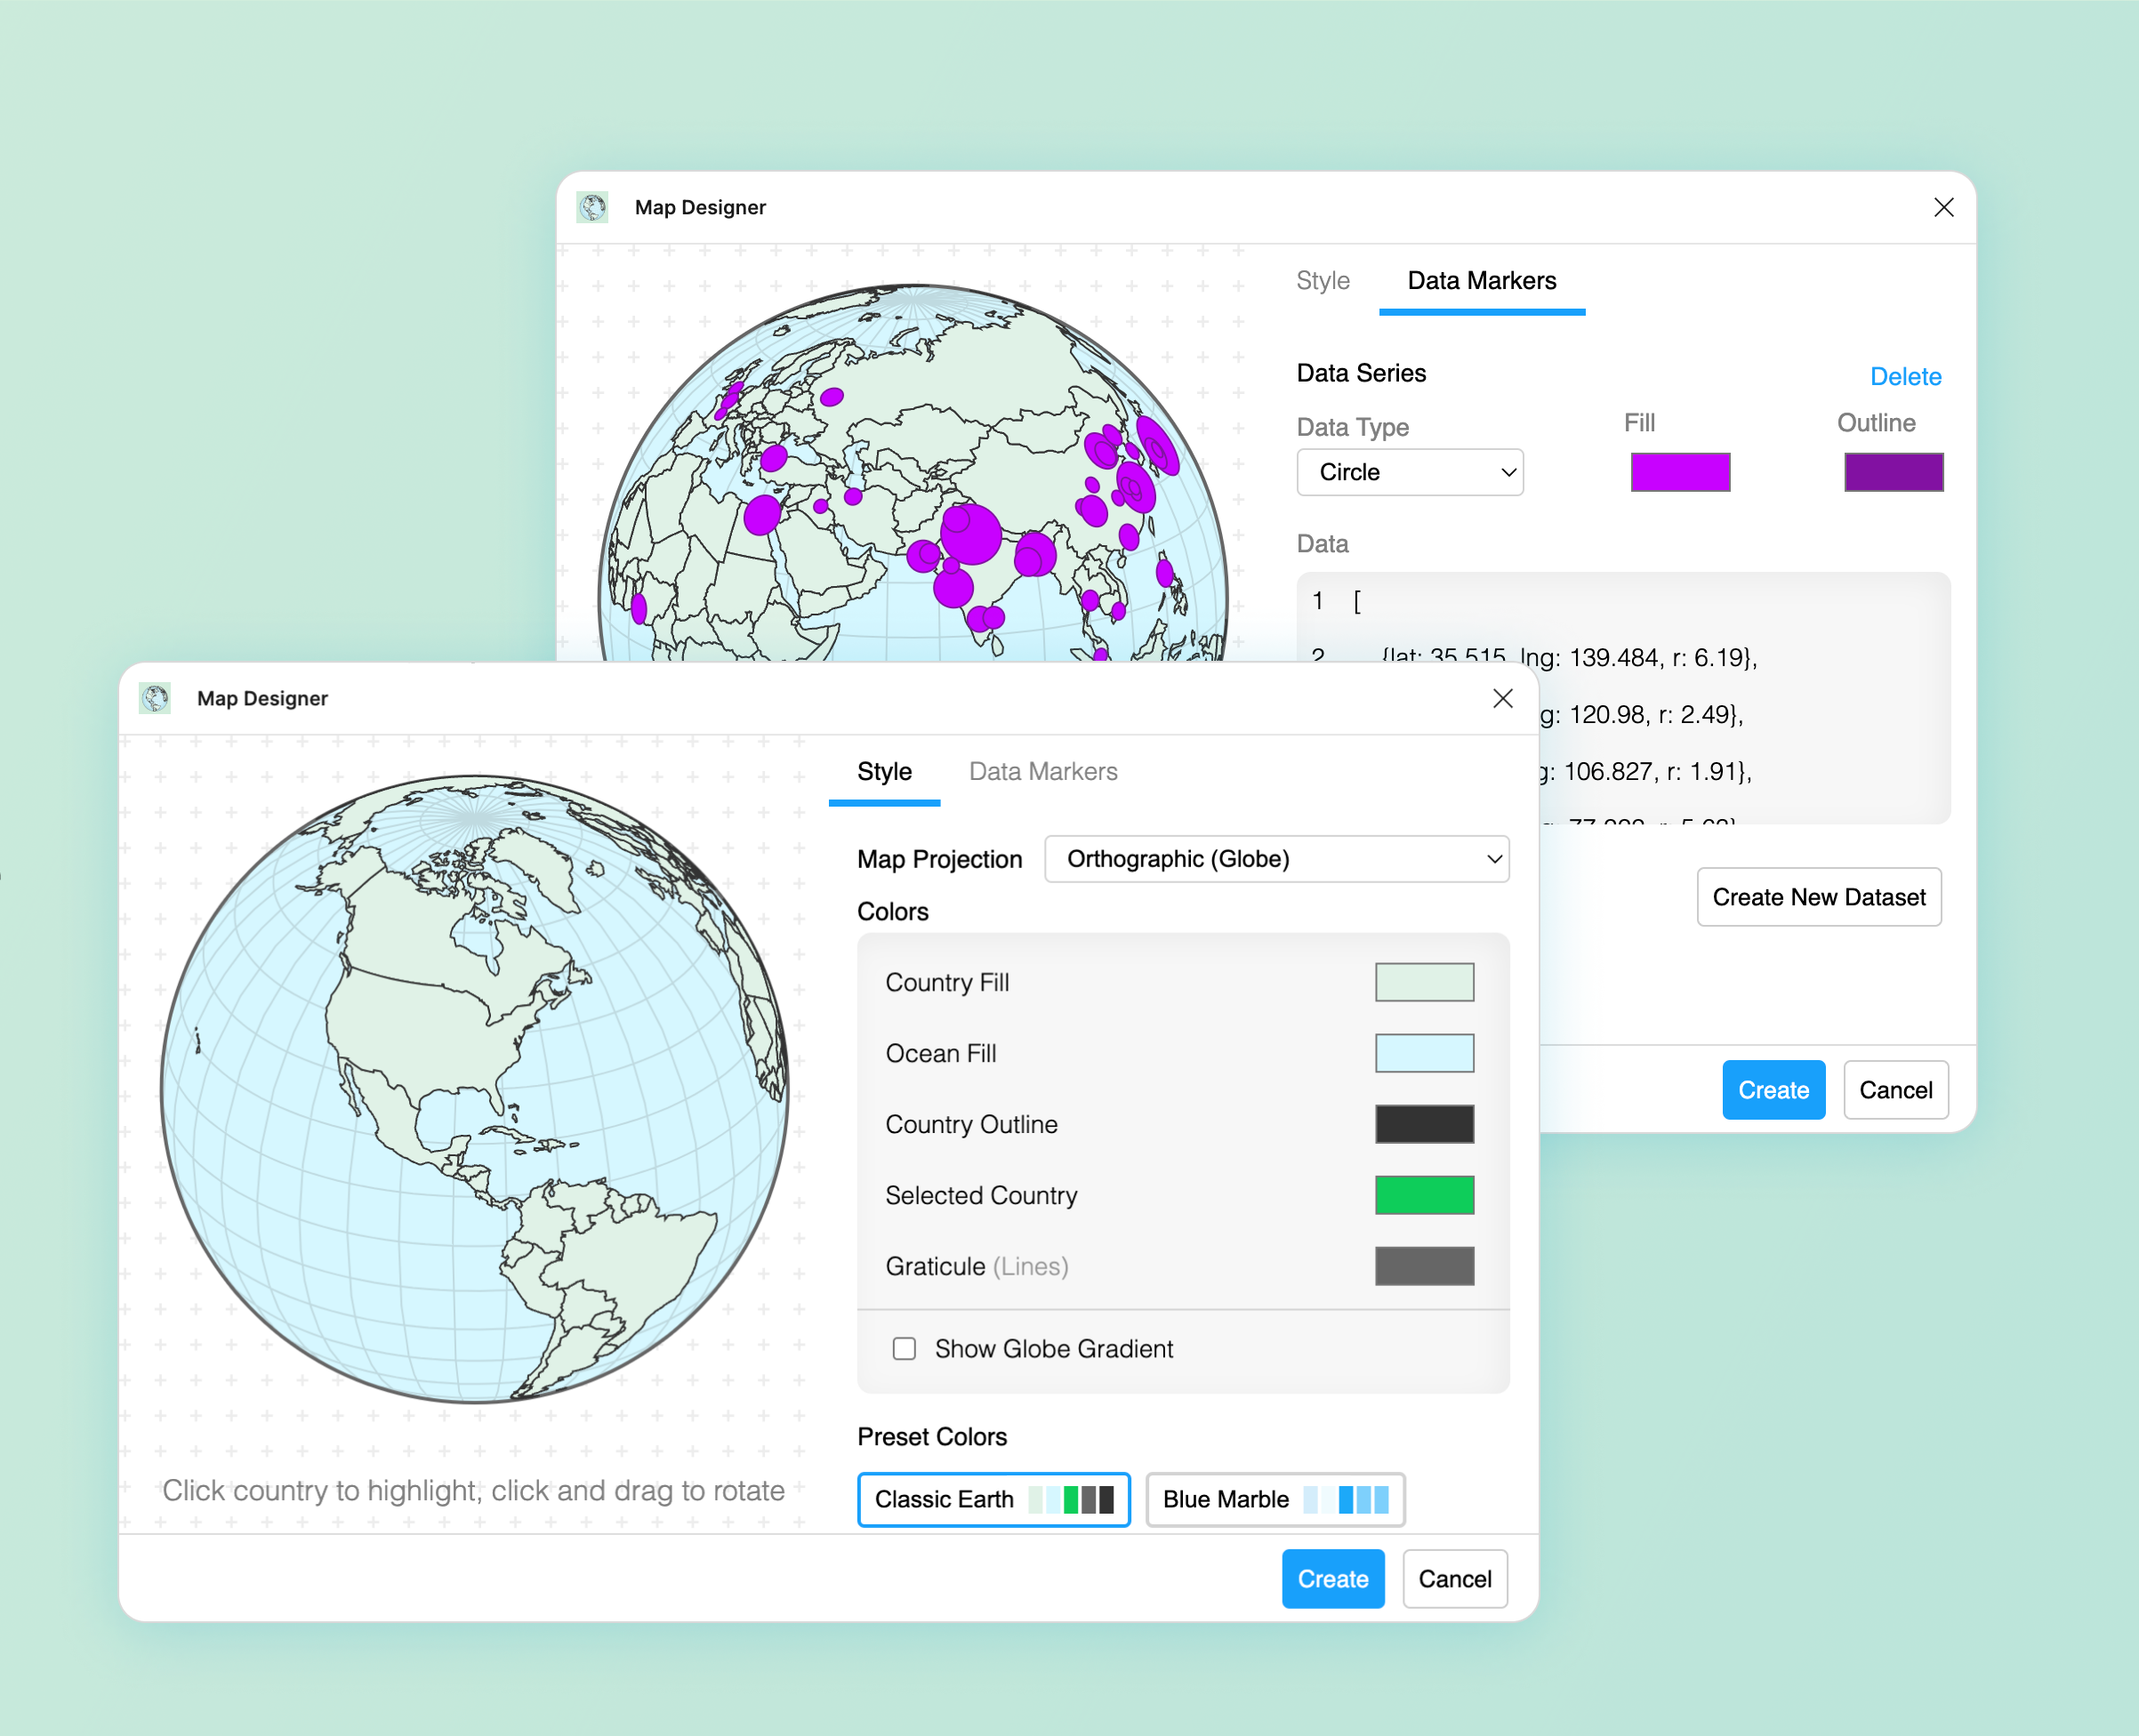 Map Designer
Style Data Markers
Data Series Delete
Data Type Fill Outline
Circle
Data
1 [
2 {lat: 35.515, lng: 139.484, r: 6.19},
g: 120.98, r: 2.49},
g: 106.827, r: 1.91},
Create New Dataset
Create Cancel
Map Designer
Style Data Markers
Map Projection Orthographic (Globe)
Colors
Country Fill
Ocean Fill
Country Outline
Selected Country
Graticule (Lines)
Show Globe Gradient
Preset Colors
Classic Earth Blue Marble
Click country to highlight, click and drag to rotate
Create Cancel